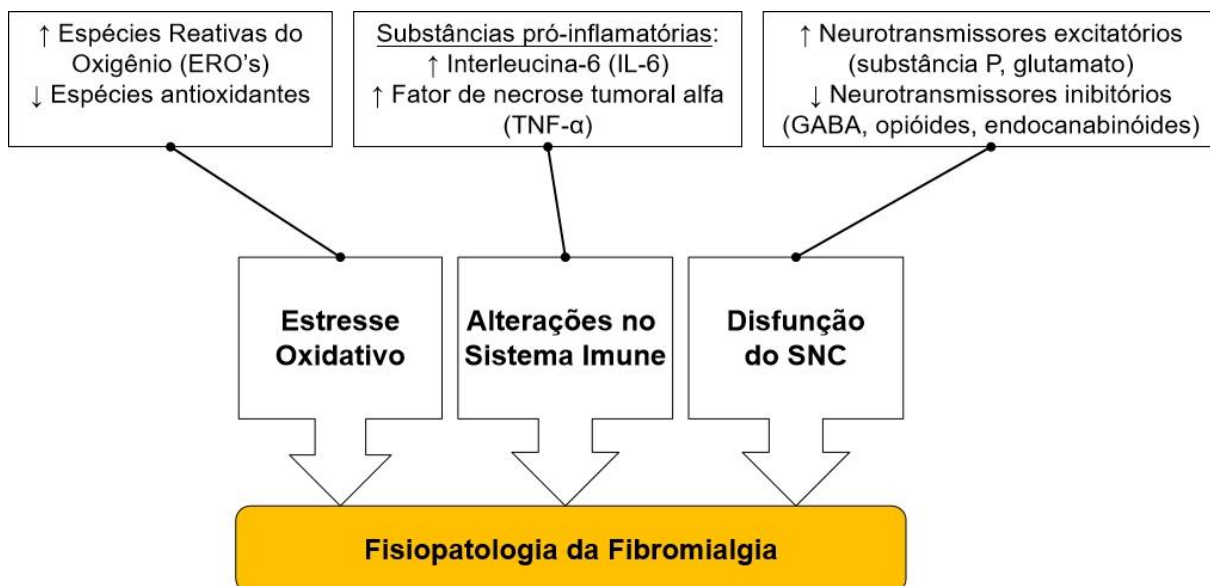 ↑ Espécies Reativas do
Oxigênio (ERO's)
↓ Espécies antioxidantes
Substâncias pró-inflamatórias:
↑ Interleucina-6 (IL-6)
↑ Fator de necrose tumoral alfa
(TNF-α)
↑ Neurotransmissores excitatórios
(substância P, glutamato)
↓ Neurotransmissores inibitórios
(GABA, opióides, endocanabinóides)
Estresse
Oxidativo
Alterações no
Sistema Imune
Disfunção
do SNC
Fisiopatologia da Fibromialgia